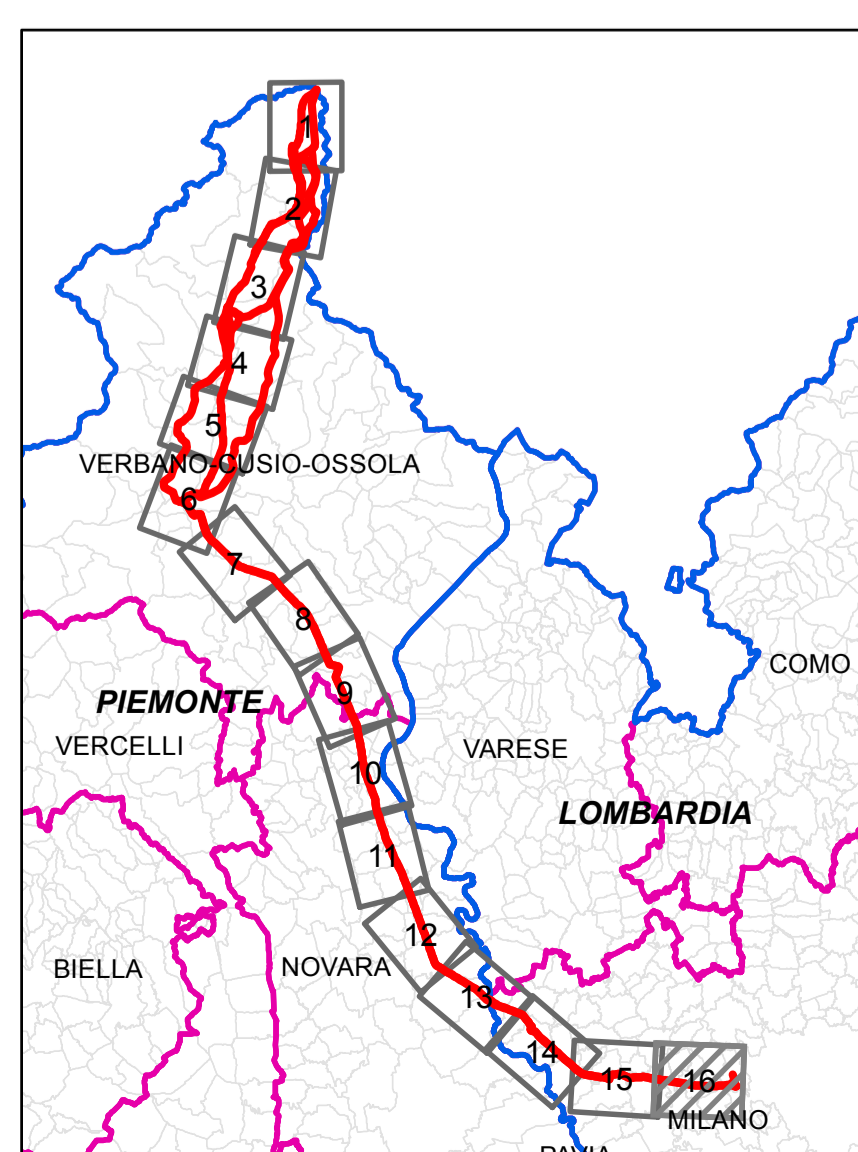 1
2
3
4
5
VERBANO-CUSIO-OSSOLA
6
7
8
COMO
9
PIEMONTE
VERCELLI
VARESE
10
LOMBARDIA
11
12
BIELLA
NOVARA
13
14
15
16
MILANO
PAVIA